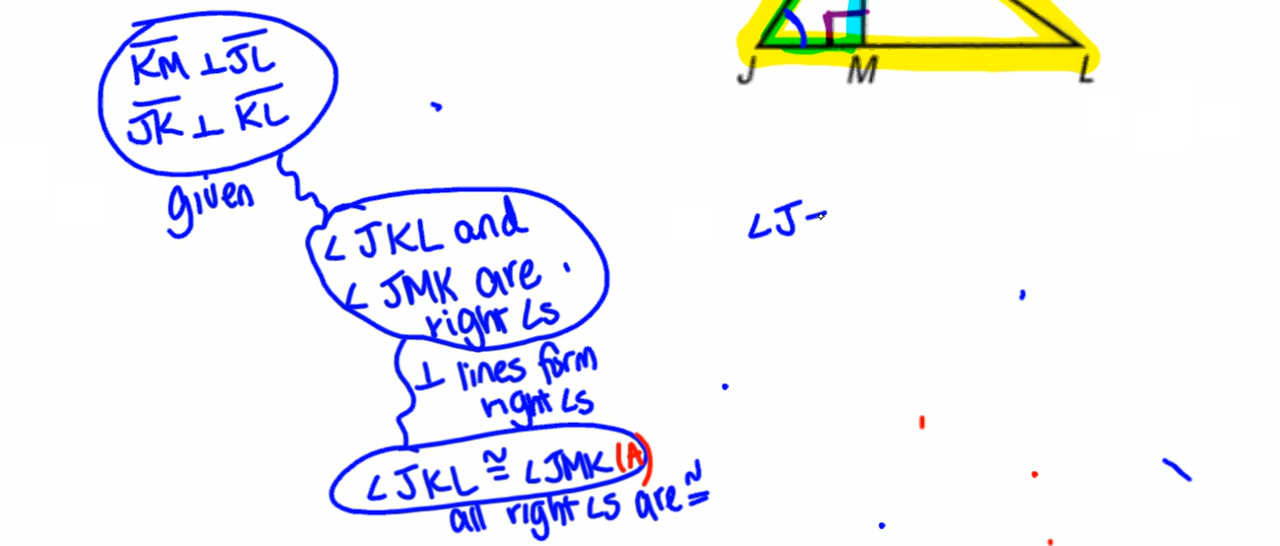 KM ⊥ JL
JK ⊥ KL
given
J M L
∠JKL and
∠JMK are
right ∠s
⊥ lines form
right ∠s
∠JKL ≅ ∠JMK (A)
all right ∠s are ≅
∠J